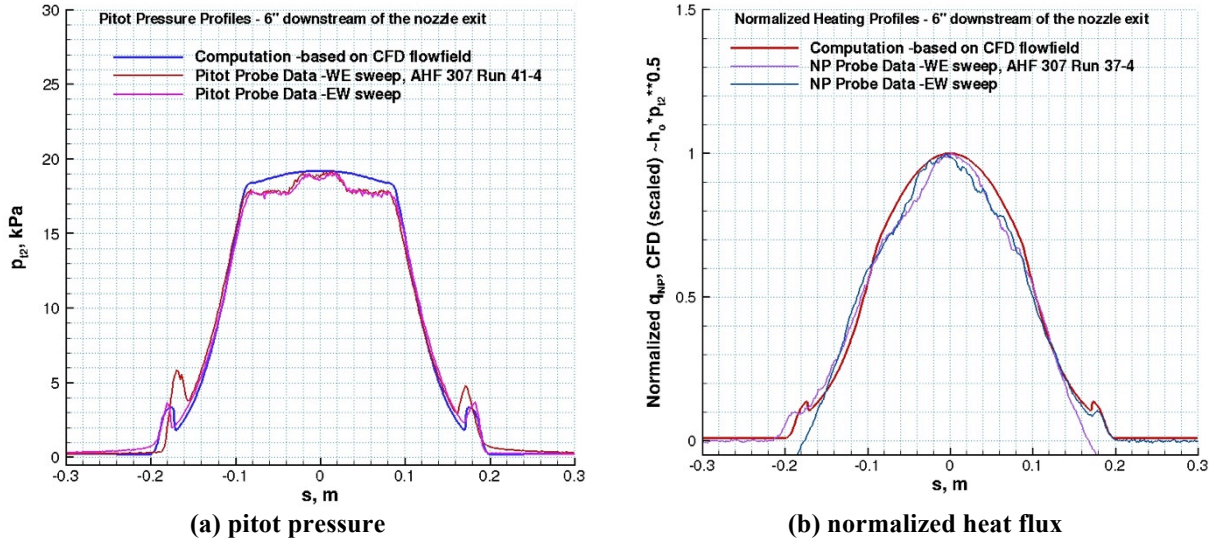 Pitot Pressure Profiles - 6" downstream of the nozzle exit
Computation -based on CFD flowfield
Pitot Probe Data -WE sweep, AHF 307 Run 41-4
Pitot Probe Data -EW sweep
30
25
20
15
10
5
0
p_t2, kPa
-0.3 -0.2 -0.1 0 0.1 0.2 0.3
s, m
(a) pitot pressure
Normalized Heating Profiles - 6" downstream of the nozzle exit
Computation -based on CFD flowfield
NP Probe Data -WE sweep, AHF 307 Run 37-4
NP Probe Data -EW sweep
1.5
1
0.5
0
Normalized q_NP, CFD (scaled) ~h_o*p_t2**0.5
-0.3 -0.2 -0.1 0 0.1 0.2 0.3
s, m
(b) normalized heat flux